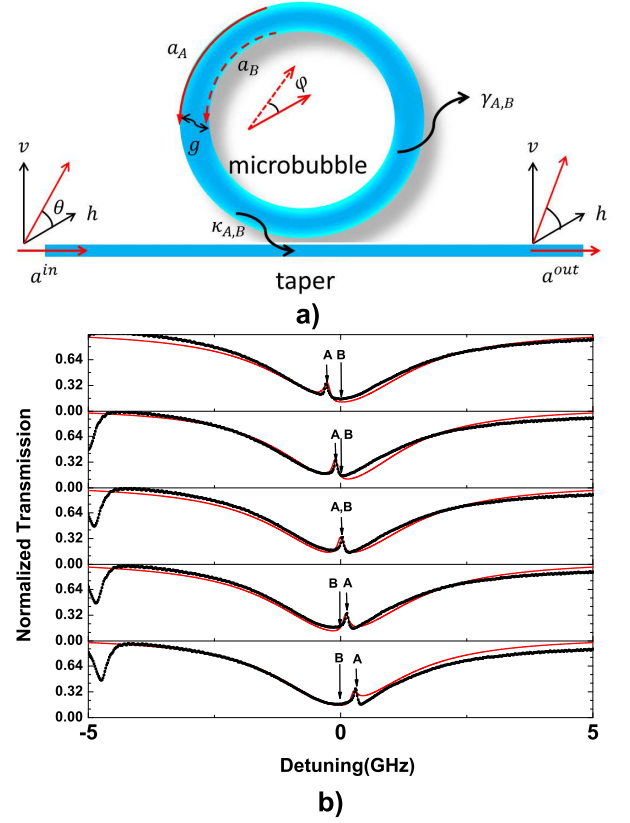 a_A
a_B
φ
g
γ_{A,B}
microbubble
v
θ
h
κ_{A,B}
v
h
a^{in}
taper
a^{out}
a)
Normalized Transmission
0.64
0.32
0.00
A B
0.64
0.32
0.00
A B
0.64
0.32
0.00
A,B
0.64
0.32
0.00
B A
0.64
0.32
0.00
B A
-5 0 5
Detuning(GHz)
b)